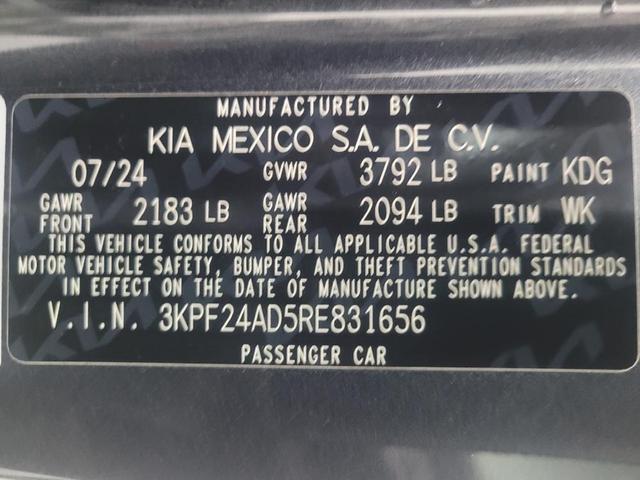 MANUFACTURED BY
KIA MEXICO S.A. DE C.V.
07/24 GVWR 3792 LB PAINT KDG
GAWR FRONT 2183 LB GAWR REAR 2094 LB TRIM WK
THIS VEHICLE CONFORMS TO ALL APPLICABLE U.S.A. FEDERAL
MOTOR VEHICLE SAFETY, BUMPER, AND THEFT PREVENTION STANDARDS
IN EFFECT ON THE DATE OF MANUFACTURE SHOWN ABOVE.
V.I.N. 3KPF24AD5RE831656
PASSENGER CAR